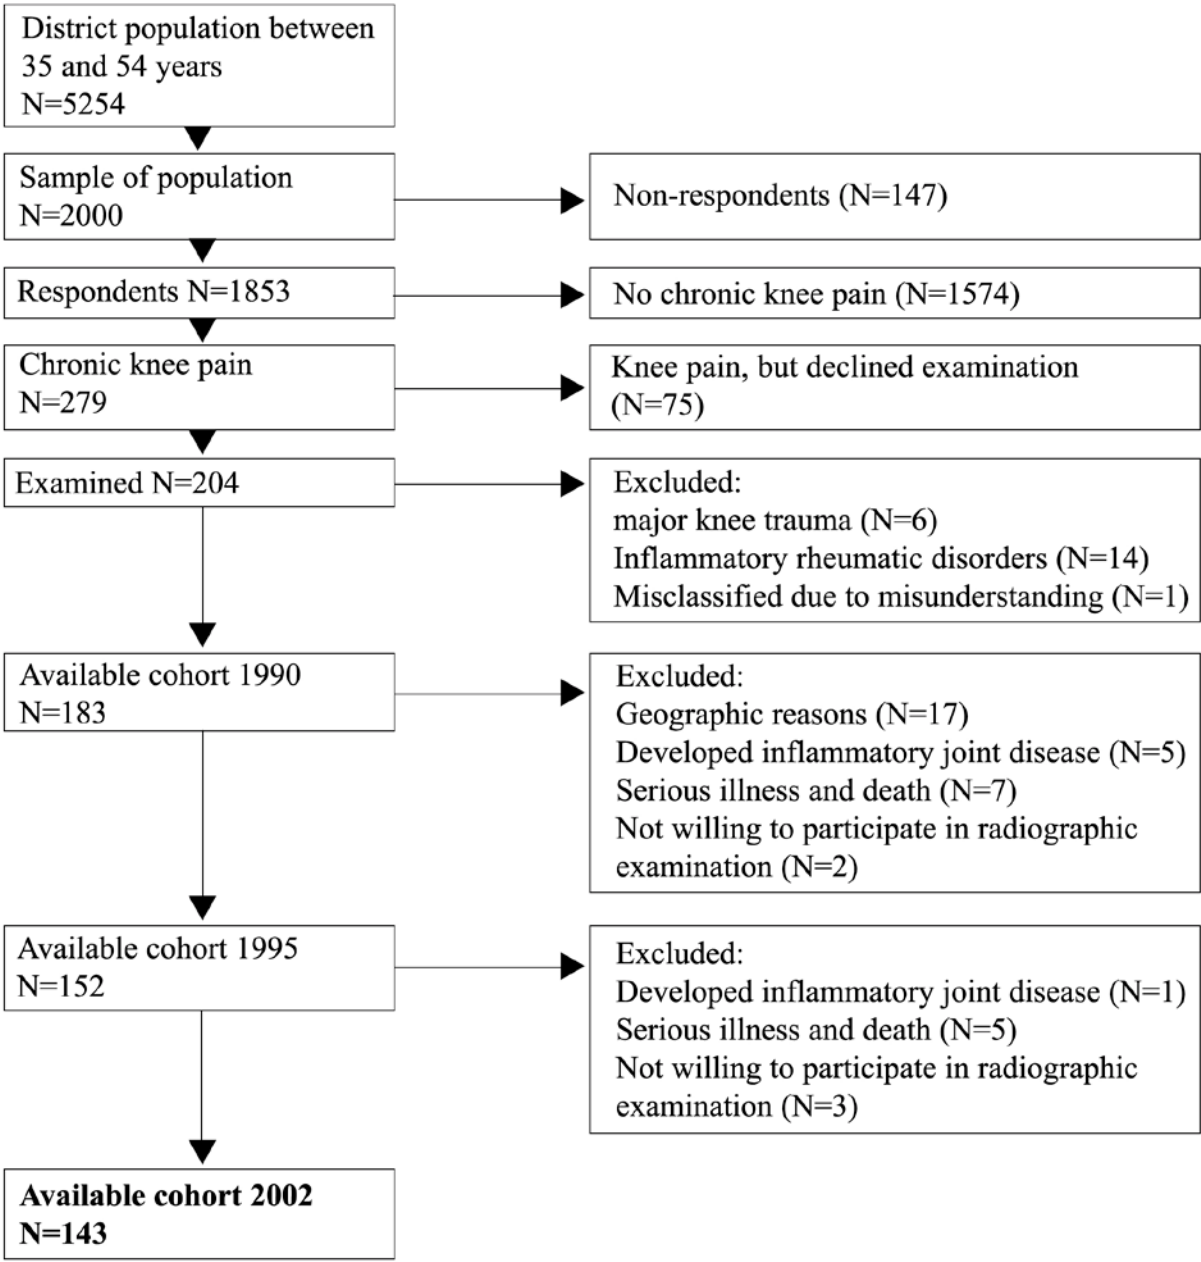 District population between
35 and 54 years
N=5254
Sample of population
N=2000
Non-respondents (N=147)
Respondents N=1853
No chronic knee pain (N=1574)
Chronic knee pain
N=279
Knee pain, but declined examination
(N=75)
Examined N=204
Excluded:
major knee trauma (N=6)
Inflammatory rheumatic disorders (N=14)
Misclassified due to misunderstanding (N=1)
Available cohort 1990
N=183
Excluded:
Geographic reasons (N=17)
Developed inflammatory joint disease (N=5)
Serious illness and death (N=7)
Not willing to participate in radiographic
examination (N=2)
Available cohort 1995
N=152
Excluded:
Developed inflammatory joint disease (N=1)
Serious illness and death (N=5)
Not willing to participate in radiographic
examination (N=3)
Available cohort 2002
N=143